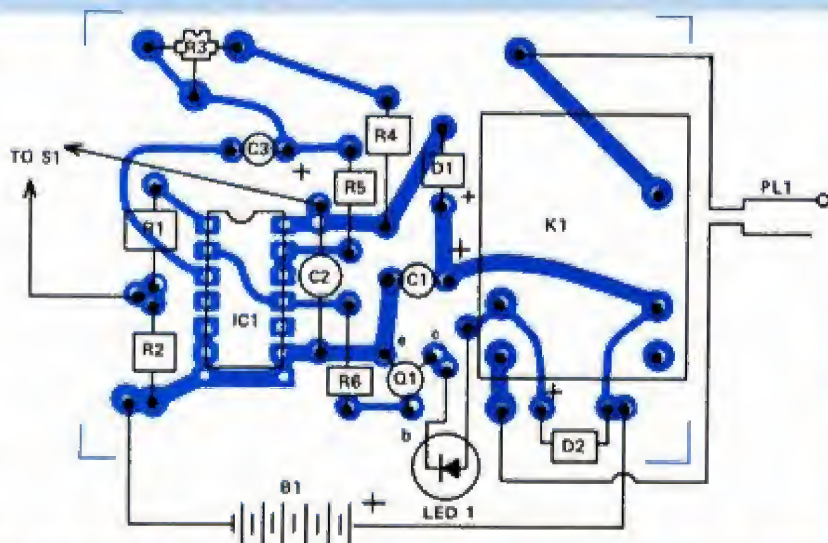 R3
R4
C3
+
TO S1
R5
D1
+
PL1
R1
K1
+
C2
C1
IC1
R2
e
c
R6
Q1
+
b
D2
B1
+
LED 1